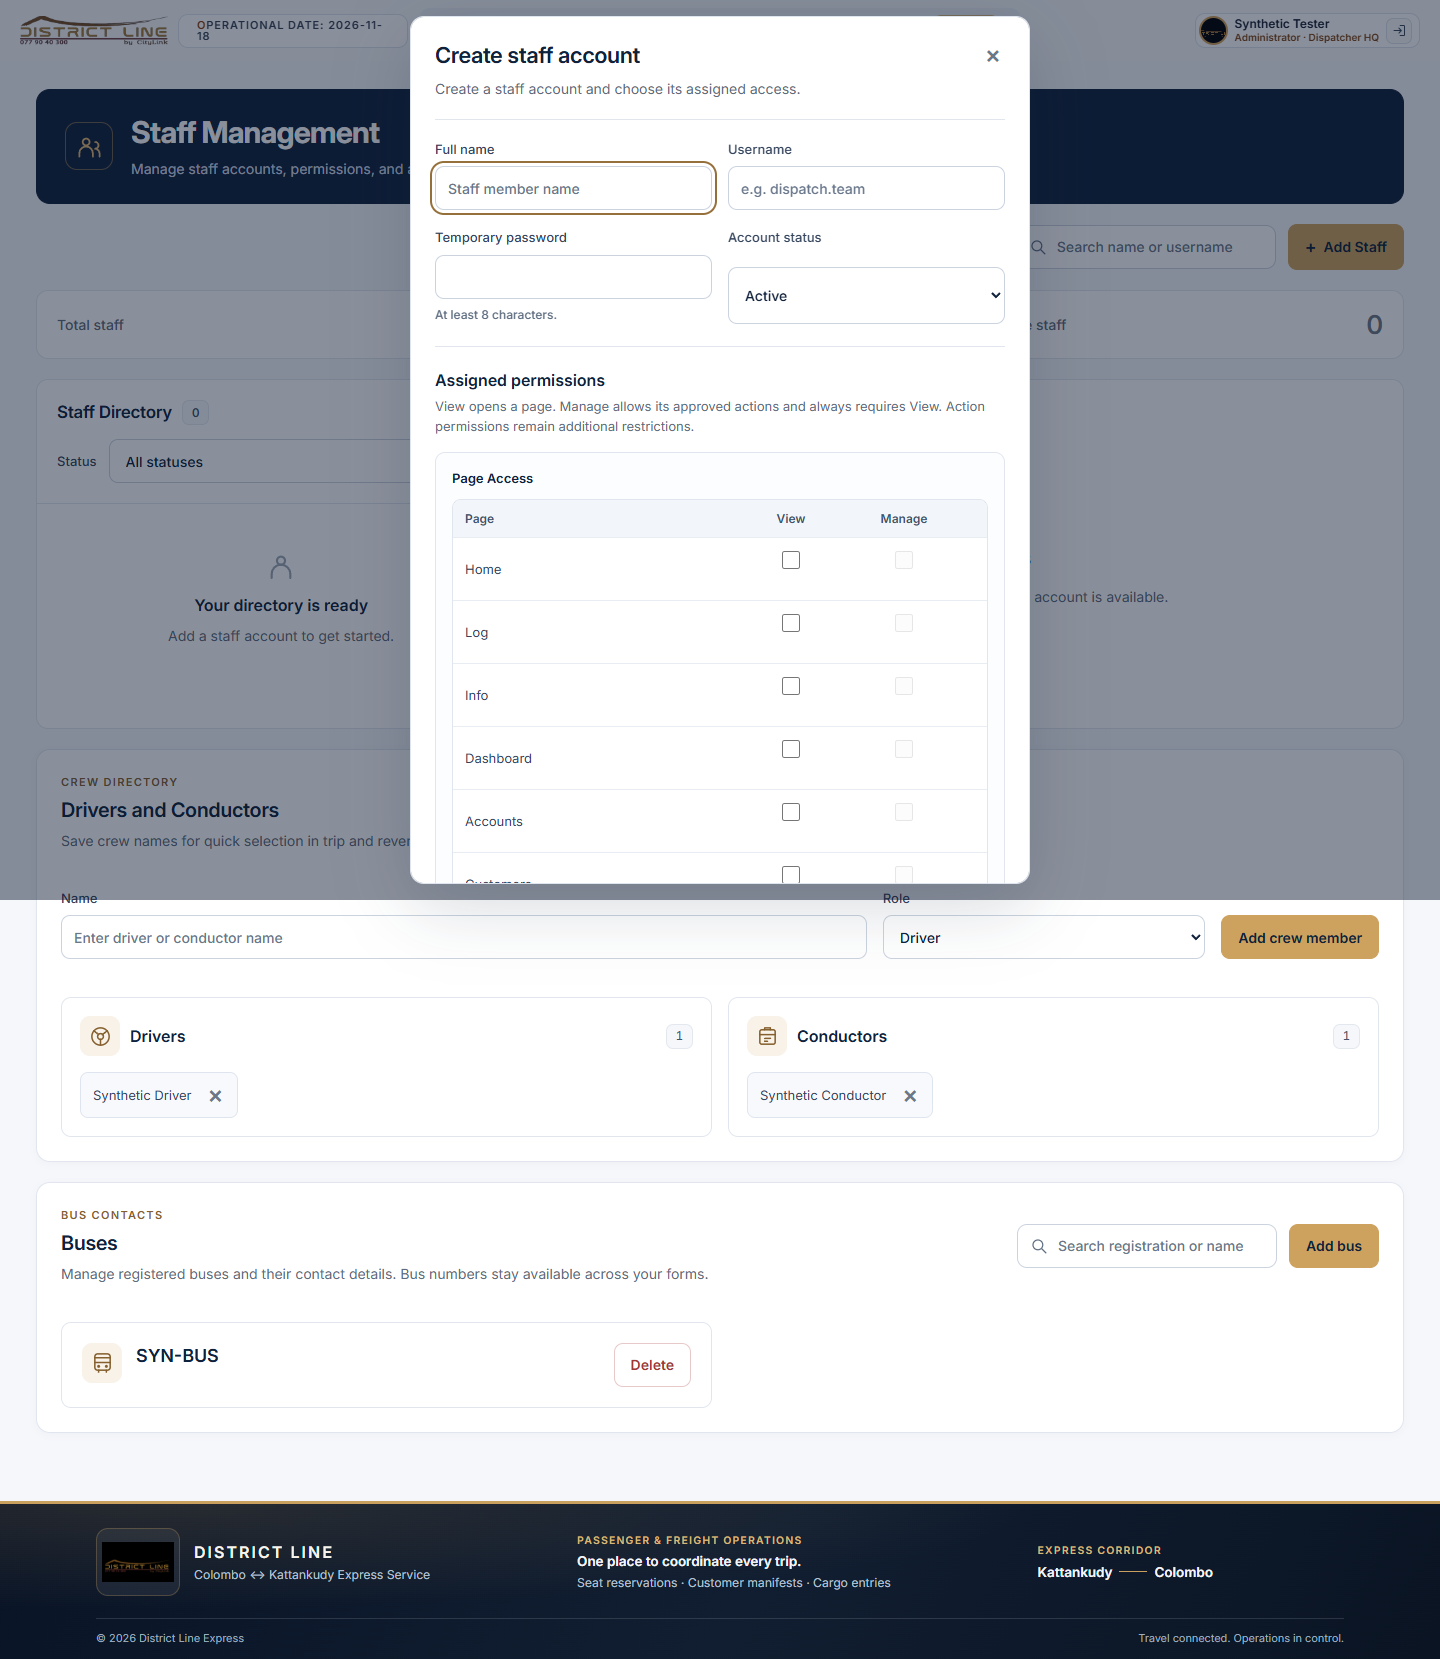 DISTRICT LINE
077 90 40 300
by CityLink
OPERATIONAL DATE: 2026-11-
18
Synthetic Tester
Administrator · Dispatcher HQ
Staff Management
Manage staff accounts, permissions, and a
Search name or username
+ Add Staff
Total staff
e staff
0
Staff Directory
0
Status
All statuses
Your directory is ready
Add a staff account to get started.
account is available.
Create staff account
Create a staff account and choose its assigned access.
Full name
Username
Staff member name
e.g. dispatch.team
Temporary password
Account status
Active
At least 8 characters.
Assigned permissions
View opens a page. Manage allows its approved actions and always requires View. Action
permissions remain additional restrictions.
Page Access
Page View Manage
Home
Log
Info
Dashboard
Accounts
Customers
CREW DIRECTORY
Drivers and Conductors
Save crew names for quick selection in trip and rever
Name
Role
Enter driver or conductor name
Driver
Add crew member
Drivers
1
Synthetic Driver
Conductors
1
Synthetic Conductor
BUS CONTACTS
Buses
Manage registered buses and their contact details. Bus numbers stay available across your forms.
Search registration or name
Add bus
SYN-BUS
Delete
DISTRICT LINE
DISTRICT LINE
Colombo ↔ Kattankudy Express Service
PASSENGER & FREIGHT OPERATIONS
One place to coordinate every trip.
Seat reservations · Customer manifests · Cargo entries
EXPRESS CORRIDOR
Kattankudy Colombo
© 2026 District Line Express
Travel connected. Operations in control.